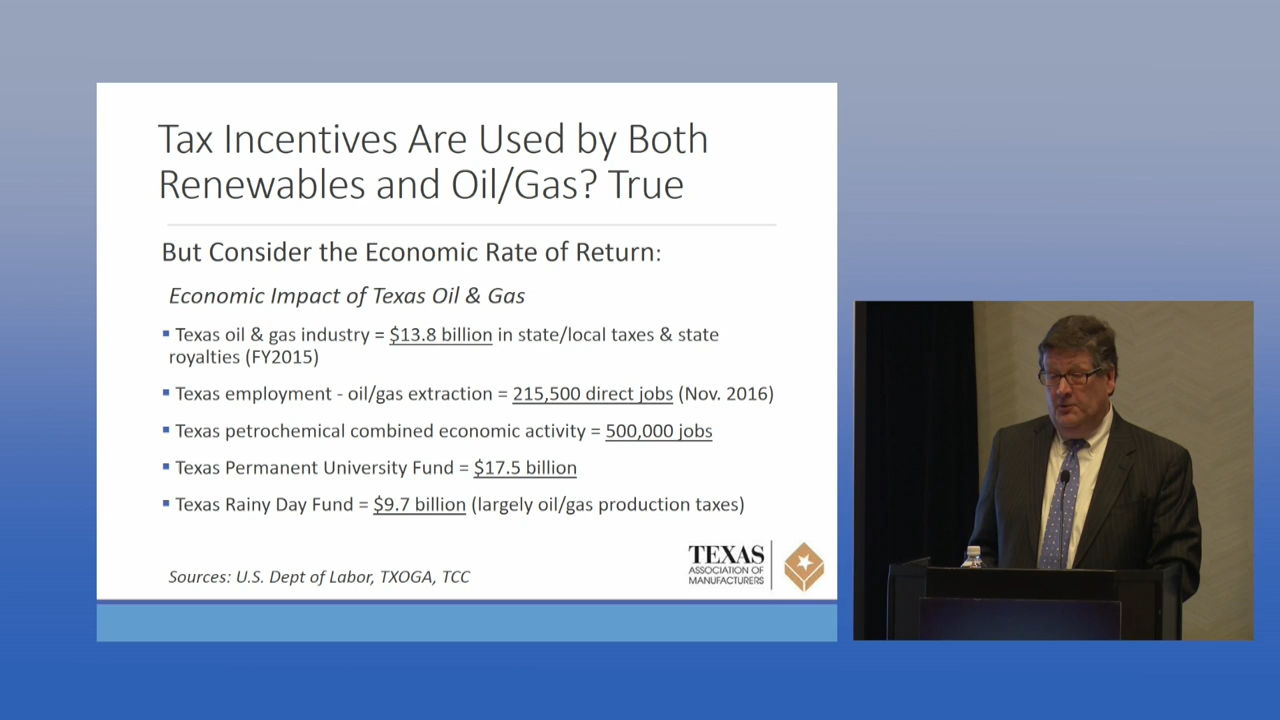 Tax Incentives Are Used by Both
Renewables and Oil/Gas? True
But Consider the Economic Rate of Return:
Economic Impact of Texas Oil & Gas
▪ Texas oil & gas industry = $13.8 billion in state/local taxes & state
royalties (FY2015)
▪ Texas employment - oil/gas extraction = 215,500 direct jobs (Nov. 2016)
▪ Texas petrochemical combined economic activity = 500,000 jobs
▪ Texas Permanent University Fund = $17.5 billion
▪ Texas Rainy Day Fund = $9.7 billion (largely oil/gas production taxes)
Sources: U.S. Dept of Labor, TXOGA, TCC
TEXAS
ASSOCIATION OF
MANUFACTURERS